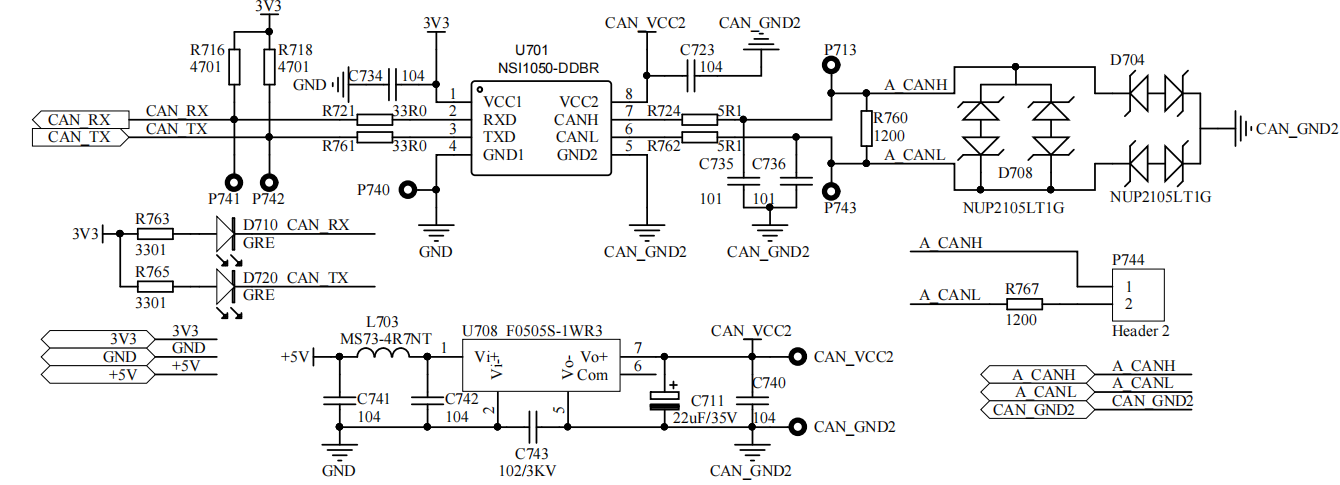 3V3
R716
4701
R718
4701
GND
C734
104
3V3
U701
NSI1050-DDBR
1
2
3
4
VCC1
RXD
TXD
GND1
VCC2
CANH
CANL
GND2
8
7
6
5
CAN_RX
CAN_RX
CAN_TX
CAN_TX
R721
33R0
R761
33R0
P741
P742
P740
GND
CAN_VCC2
C723
104
CAN_GND2
R724
5R1
R762
5R1
C735
101
C736
101
CAN_GND2
CAN_GND2
P713
P743
A_CANH
R760
1200
A_CANL
D708
NUP2105LT1G
D704
NUP2105LT1G
CAN_GND2
3V3
R763
3301
D710
GRE
CAN_RX
R765
3301
D720
GRE
CAN_TX
3V3
3V3
GND
GND
+5V
+5V
+5V
L703
MS73-4R7NT
C741
104
C742
104
GND
U708
F0505S-1WR3
1
Vi+
Vi-
2
Vo-
5
Vo+
7
Com
6
C743
102/3KV
C711
22uF/35V
+
CAN_VCC2
C740
104
CAN_GND2
CAN_VCC2
CAN_GND2
A_CANH
A_CANL
R767
1200
P744
1
2
Header 2
A_CANH
A_CANH
A_CANL
A_CANL
CAN_GND2
CAN_GND2